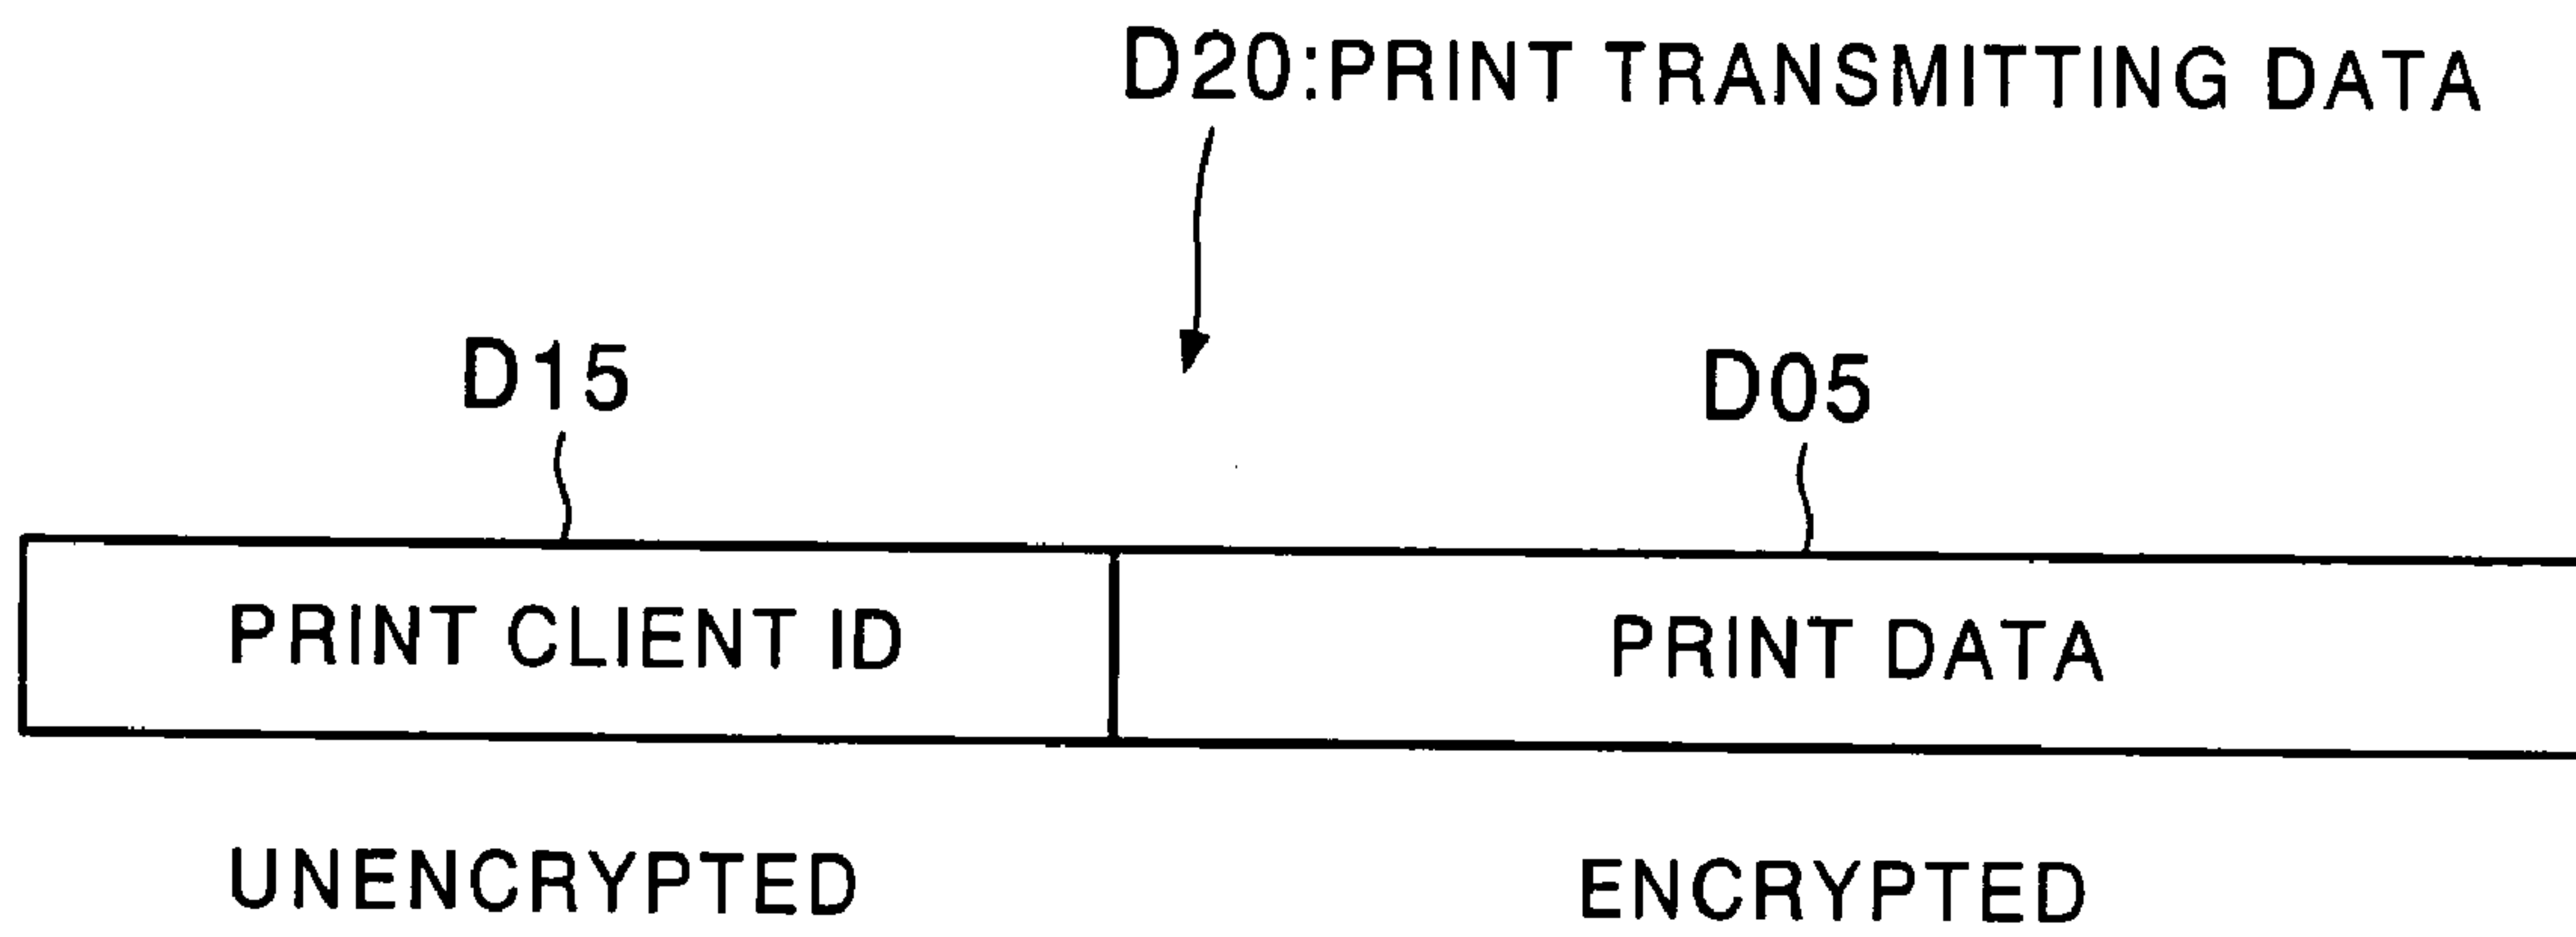 D20:PRINT TRANSMITTING DATA
D15
D05
PRINT CLIENT ID
PRINT DATA
UNENCRYPTED
ENCRYPTED